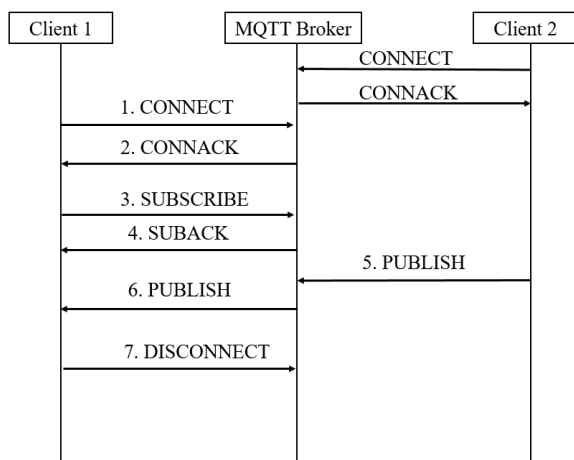 Client 1
MQTT Broker
Client 2
CONNECT
CONNACK
1. CONNECT
2. CONNACK
3. SUBSCRIBE
4. SUBACK
5. PUBLISH
6. PUBLISH
7. DISCONNECT